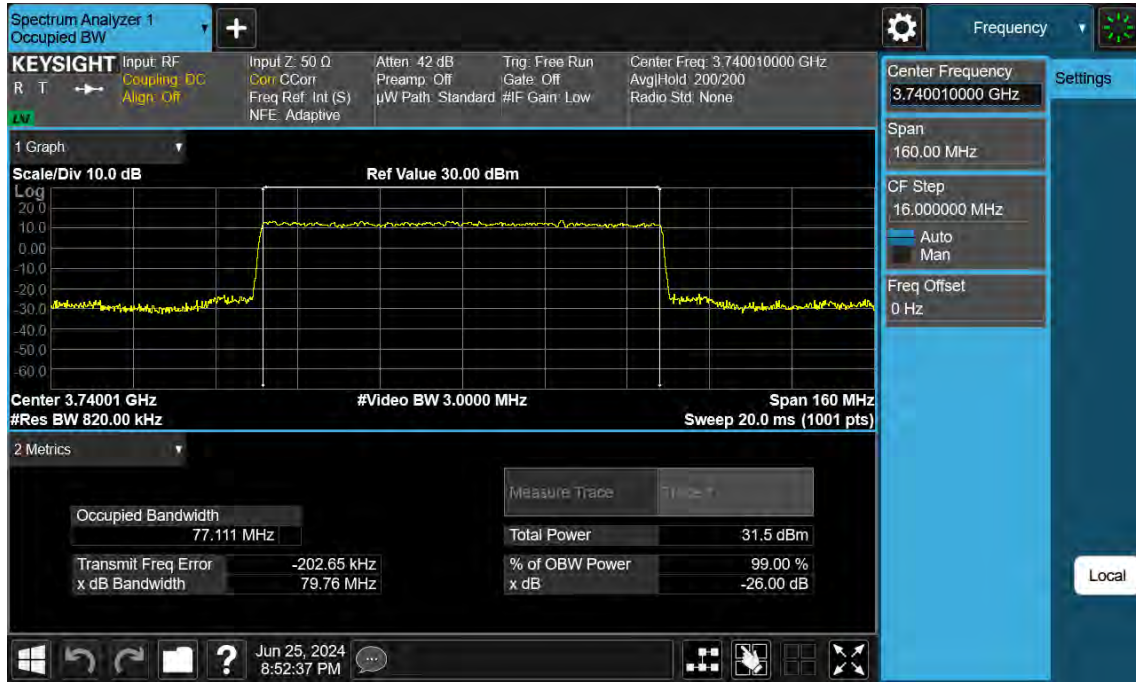 Spectrum Analyzer 1
Occupied BW
Frequency
KEYSIGHT
R T
LXI
Input: RF
Coupling: DC
Align: Off
Input Z: 50 Ω
Corr CCorr
Freq Ref: Int (S)
NFE: Adaptive
Atten: 42 dB
Preamp: Off
µW Path: Standard
Trig: Free Run
Gate: Off
#IF Gain: Low
Center Freq: 3.740010000 GHz
Avg|Hold: 200/200
Radio Std: None
Center Frequency
3.740010000 GHz
Settings
Span
160.00 MHz
CF Step
16.000000 MHz
Auto
Man
Freq Offset
0 Hz
Local
1 Graph
Scale/Div 10.0 dB
Ref Value 30.00 dBm
Log
20.0
10.0
0.00
-10.0
-20.0
-30.0
-40.0
-50.0
-60.0
Center 3.74001 GHz
#Video BW 3.0000 MHz
Span 160 MHz
#Res BW 820.00 kHz
Sweep 20.0 ms (1001 pts)
2 Metrics
Measure Trace
Occupied Bandwidth
77.111 MHz
Total Power 31.5 dBm
Transmit Freq Error -202.65 kHz
% of OBW Power 99.00 %
x dB Bandwidth 79.76 MHz
x dB -26.00 dB
?
Jun 25, 2024
8:52:37 PM